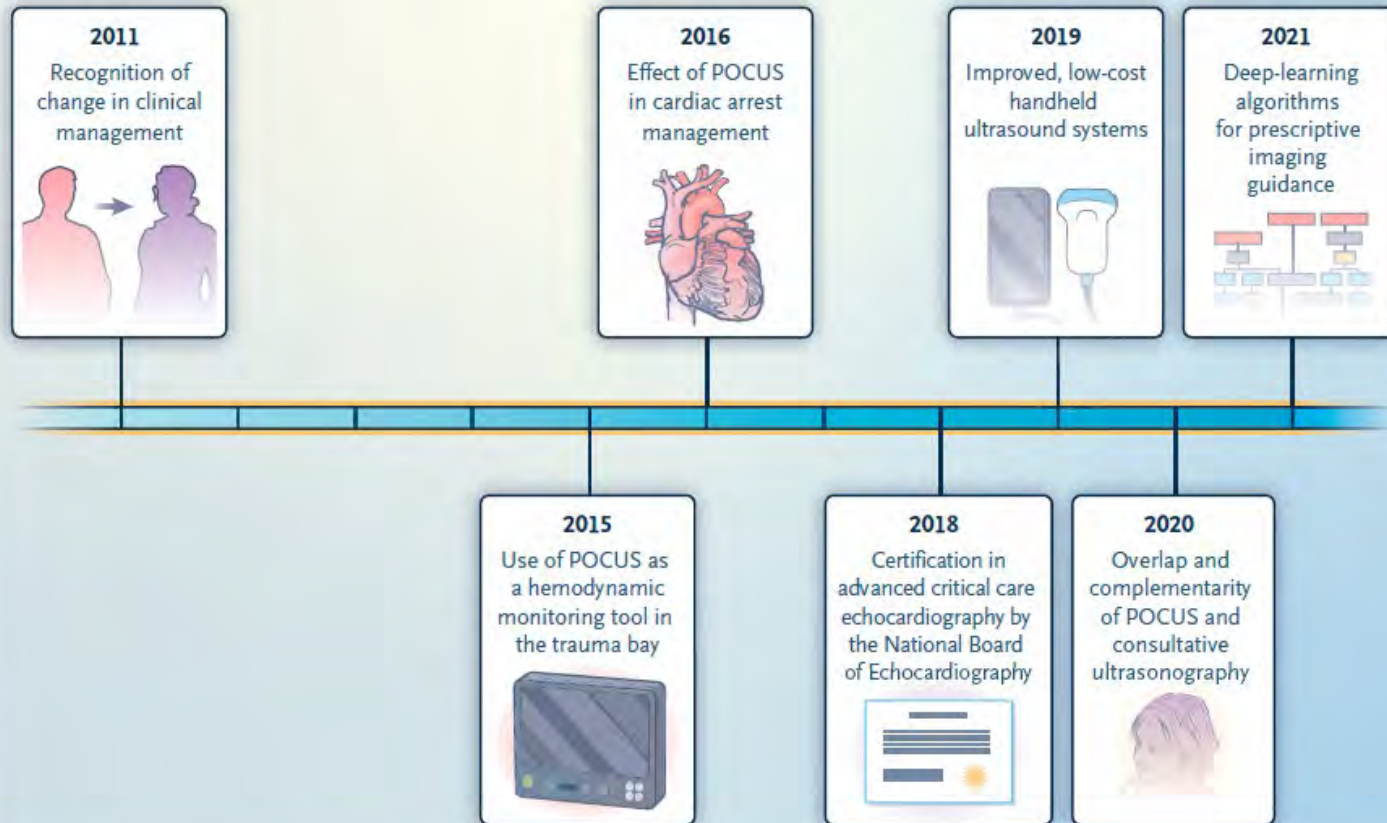 2011
Recognition of
change in clinical
management
2016
Effect of POCUS
in cardiac arrest
management
2019
Improved, low-cost
handheld
ultrasound systems
2021
Deep-learning
algorithms
for prescriptive
imaging
guidance
2015
Use of POCUS as
a hemodynamic
monitoring tool in
the trauma bay
2018
Certification in
advanced critical care
echocardiography by
the National Board
of Echocardiography
2020
Overlap and
complementarity
of POCUS and
consultative
ultrasonography